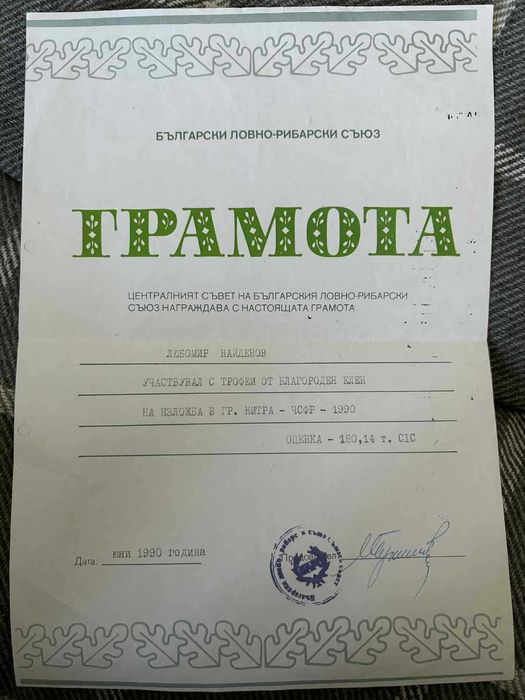 БЪЛГАРСКИ ЛОВНО-РИБАРСКИ СЪЮЗ
ГРАМОТА
ЦЕНТРАЛНИЯТ СЪВЕТ НА БЪЛГАРСКИЯ ЛОВНО-РИБАРСКИ
СЪЮЗ НАГРАЖДАВА С НАСТОЯЩАТА ГРАМОТА
ЛЮБОМИР НАЙДЕНОВ
УЧАСТВУВАЛ С ТРОФЕИ ОТ БЛАГОРОДЕН ЕЛЕН
НА ИЗЛОЖБА В ГР. НИТРА - ЧСФР - 1990
ОЦЕНКА - 180,14 т. CIC
Дата: ЮНИ 1990 година